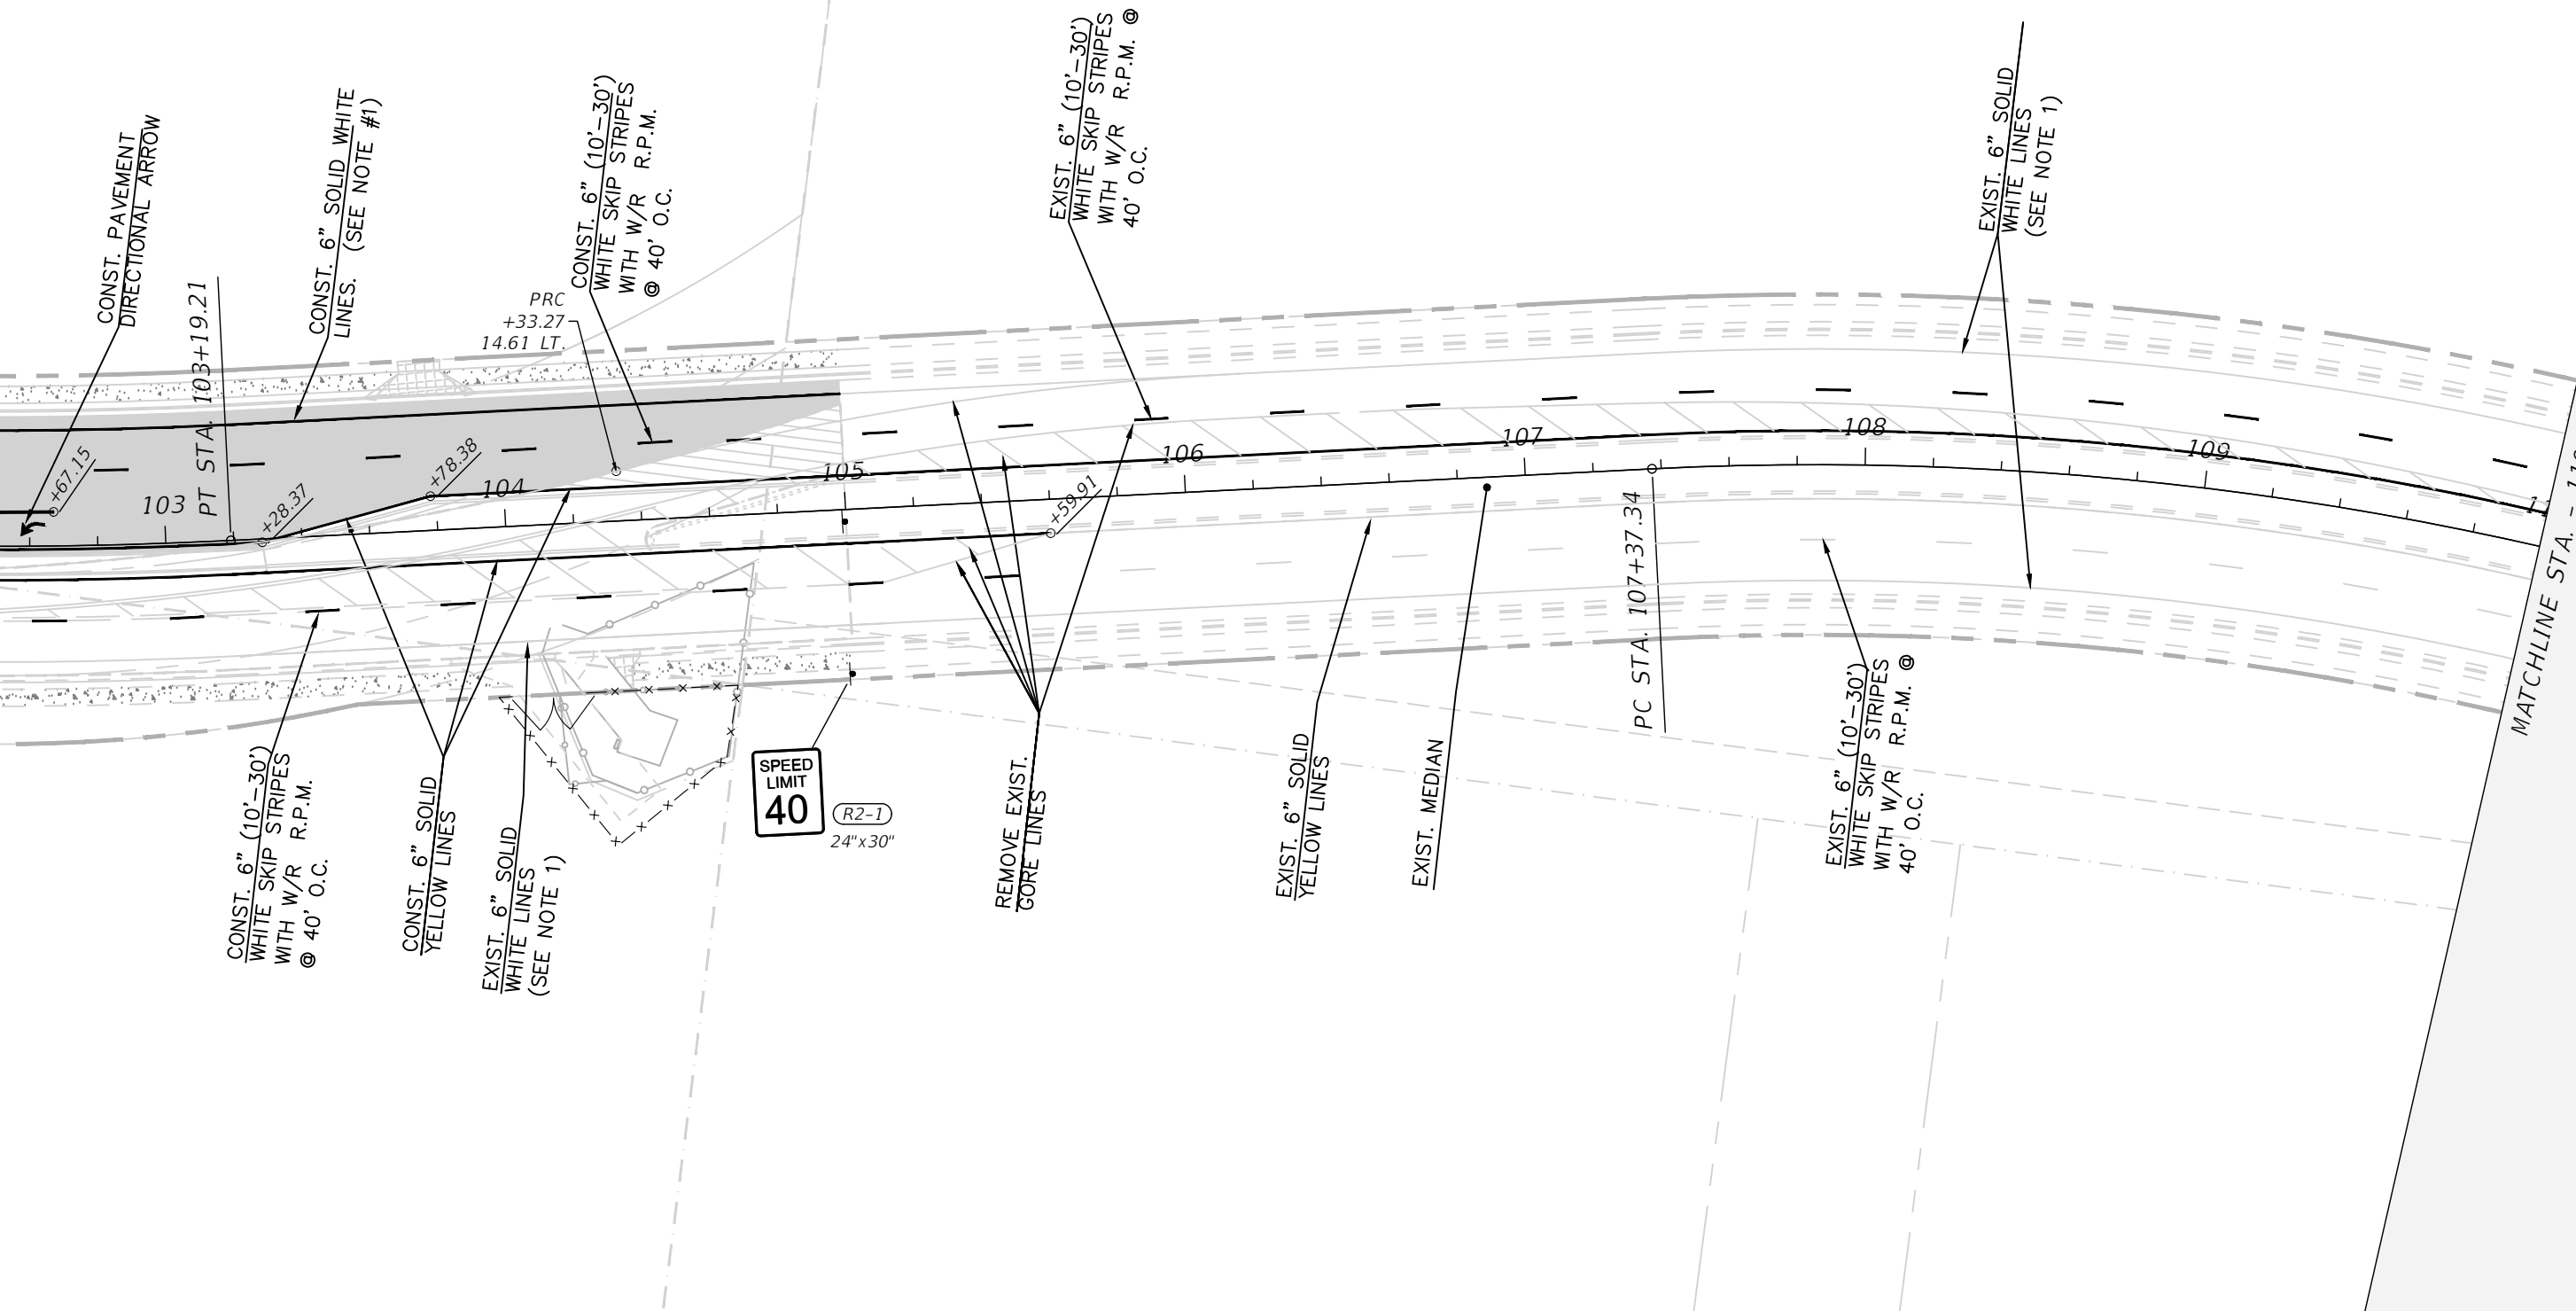 CONST. PAVEMENT
DIRECTIONAL ARROW
CONST. 6" SOLID WHITE
LINES. (SEE NOTE #1)
CONST. 6" (10'-30')
WHITE SKIP STRIPES
WITH W/R R.P.M.
@ 40' O.C.
EXIST. 6" (10'-30')
WHITE SKIP STRIPES
WITH W/R R.P.M. @
40' O.C.
EXIST. 6" SOLID
WHITE LINES
(SEE NOTE 1)
PT STA. 103+19.21
PRC
+33.27
14.61 LT.
+67.15
103
+28.37
+78.38
104
105
+59.91
106
107
108
109
PC STA. 107+37.34
MATCHLINE STA. -
CONST. 6" (10'-30')
WHITE SKIP STRIPES
WITH W/R R.P.M.
@ 40' O.C.
CONST. 6" SOLID
YELLOW LINES
EXIST. 6" SOLID
WHITE LINES
(SEE NOTE 1)
SPEED
LIMIT
40
R2-1
24"x30"
REMOVE EXIST.
GORE LINES
EXIST. 6" SOLID
YELLOW LINES
EXIST. MEDIAN
EXIST. 6" (10'-30')
WHITE SKIP STRIPES
WITH W/R R.P.M. @
40' O.C.